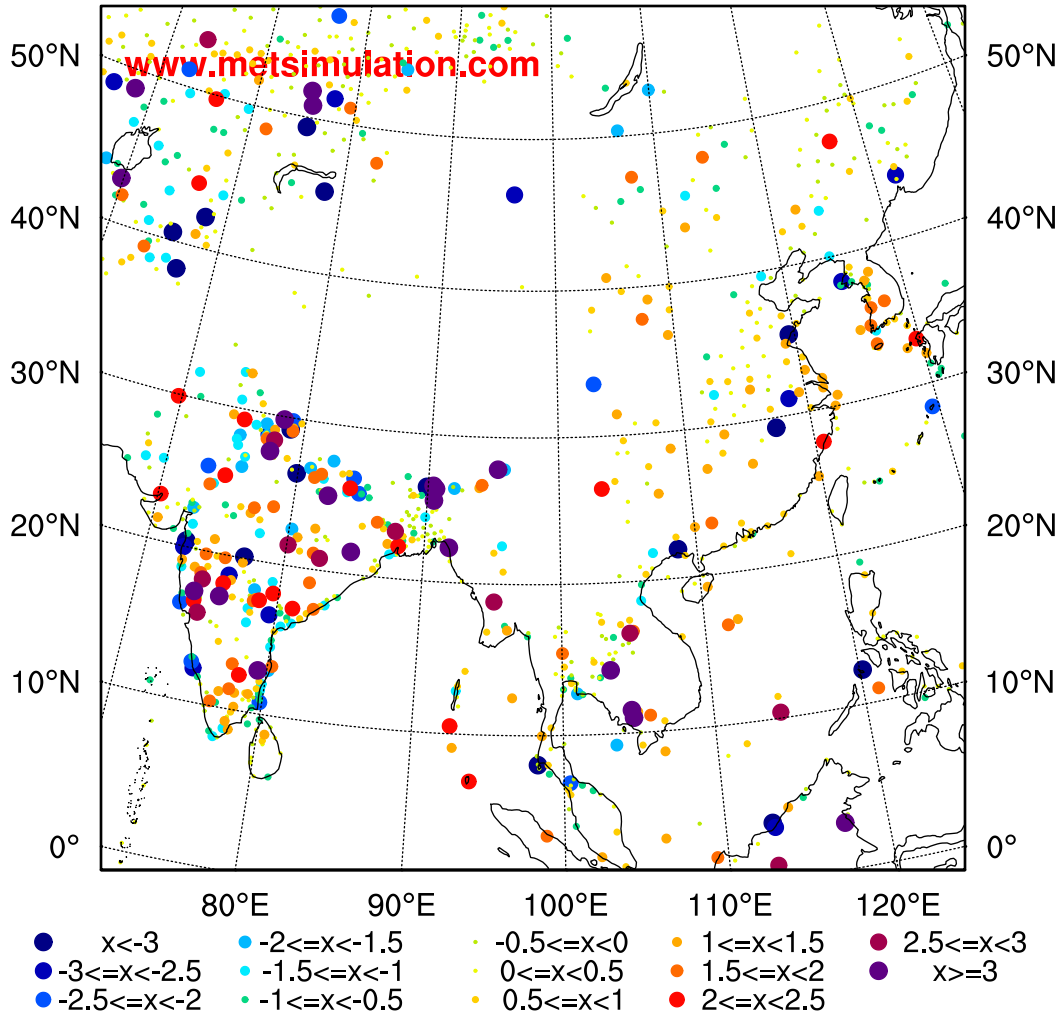 50°N 50°N
www.metsimulation.com
40°N 40°N
30°N 30°N
20°N 20°N
10°N 10°N
0° 0°
80°E 90°E 100°E 110°E 120°E
x<-3 -2<=x<-1.5 -0.5<=x<0 1<=x<1.5 2.5<=x<3
-3<=x<-2.5 -1.5<=x<-1 0<=x<0.5 1.5<=x<2 x>=3
-2.5<=x<-2 -1<=x<-0.5 0.5<=x<1 2<=x<2.5